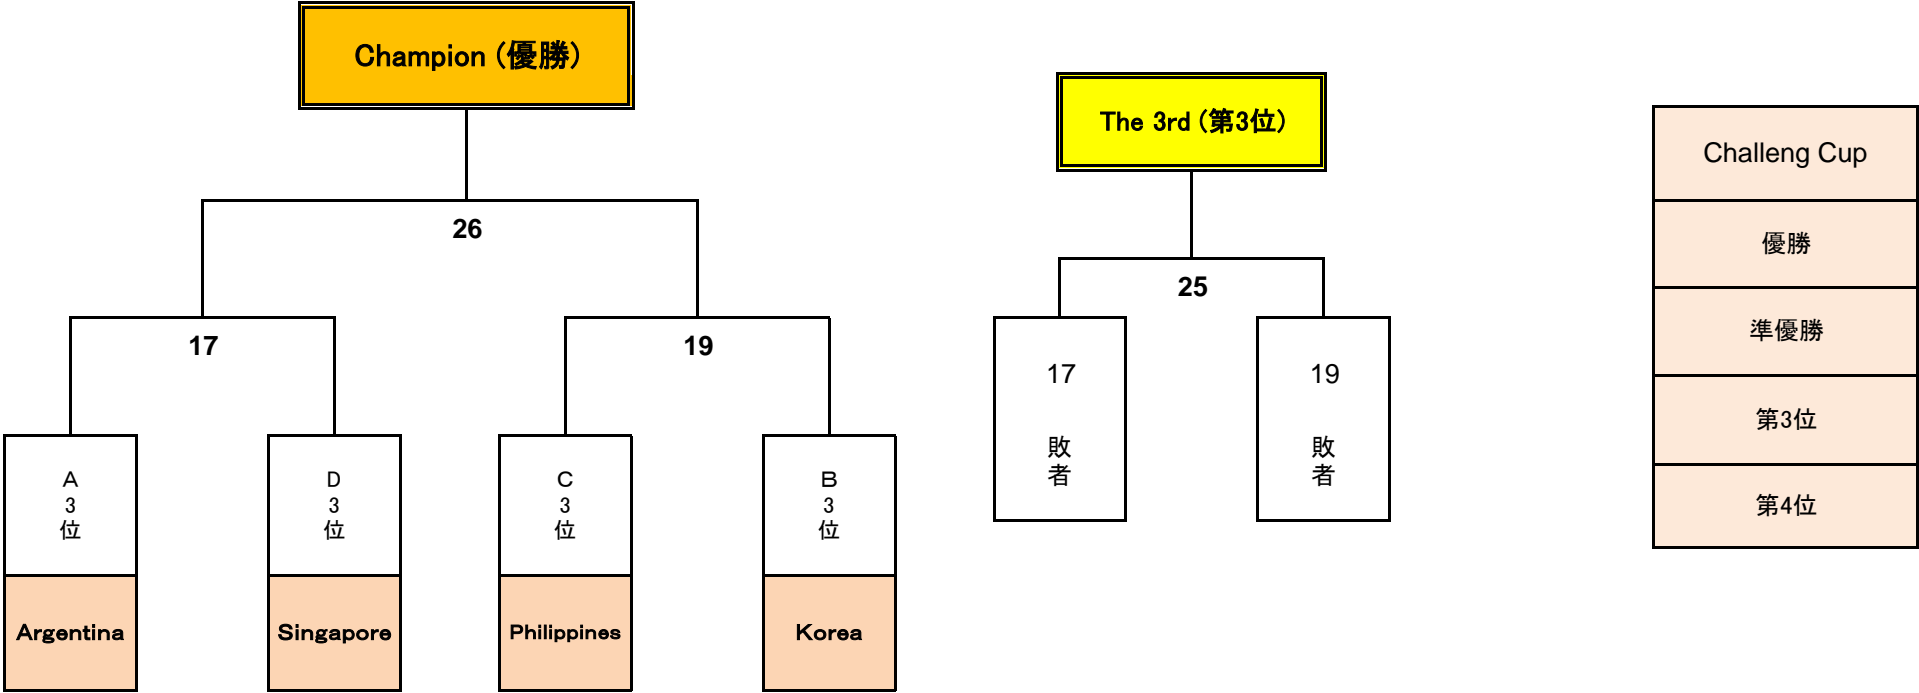 Champion (優勝)
26
17
19
A
3
位
Argentina
D
3
位
Singapore
C
3
位
Philippines
B
3
位
Korea
The 3rd (第3位)
25
17
敗
者
19
敗
者
Challeng Cup
優勝
準優勝
第3位
第4位